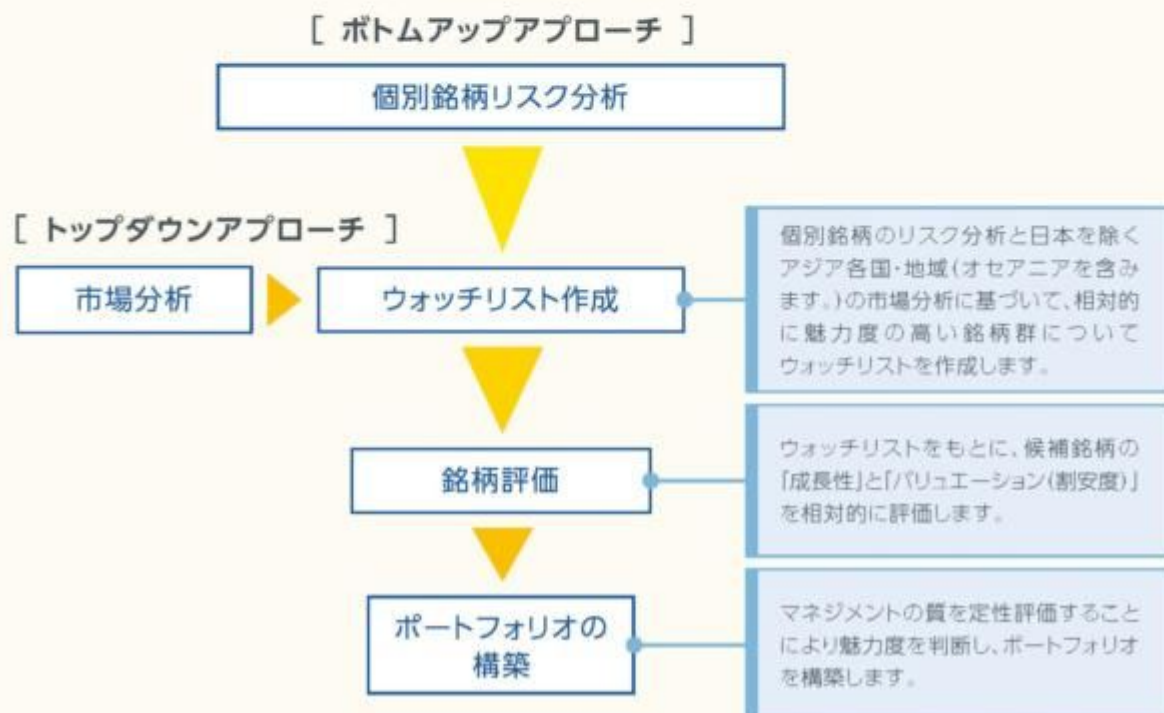 [ ボトムアップアプローチ ]
個別銘柄リスク分析
[ トップダウンアプローチ ]
市場分析
ウォッチリスト作成
個別銘柄のリスク分析と日本を除く
アジア各国・地域(オセアニアを含み
ます。)の市場分析に基づいて、相対的
に魅力度の高い銘柄群について
ウォッチリストを作成します。
銘柄評価
ウォッチリストをもとに、候補銘柄の
「成長性」と「バリュエーション(割安度)」
を相対的に評価します。
ポートフォリオの
構築
マネジメントの質を定性評価すること
により魅力度を判断し、ポートフォリオ
を構築します。